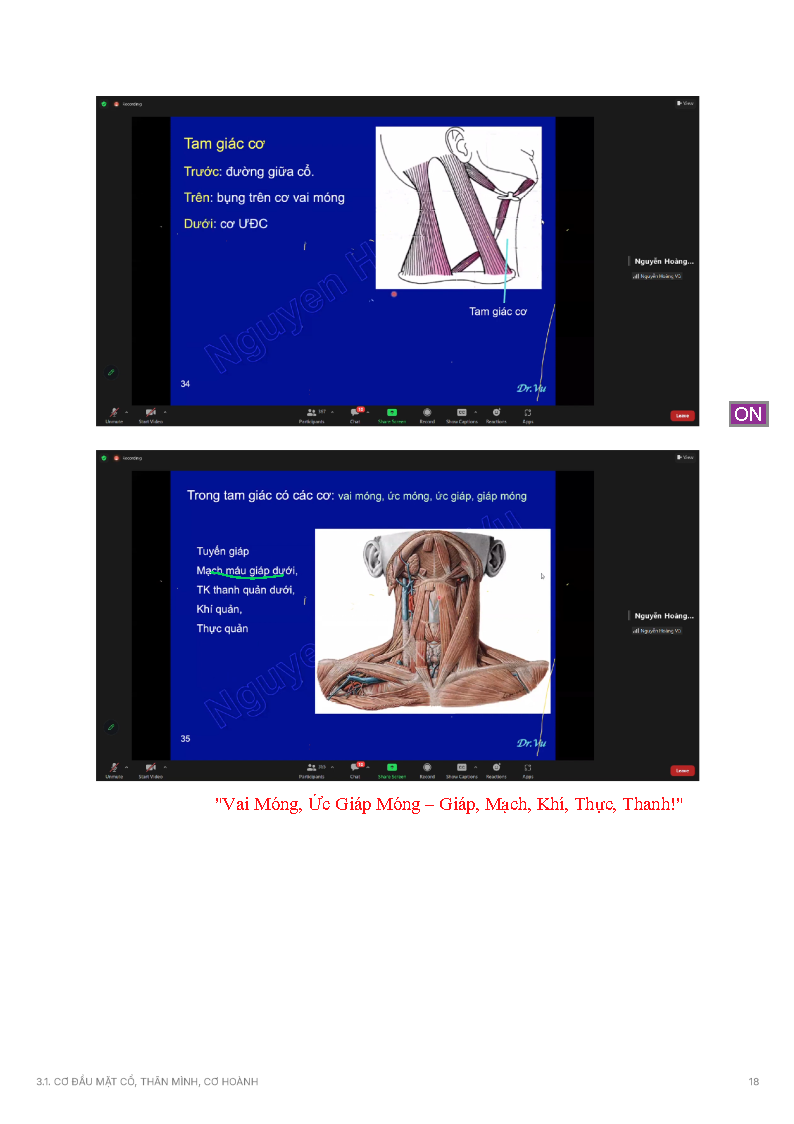 Recording
View
Tam giác cơ
Trước: đường giữa cổ.
Trên: bụng trên cơ vai móng
Dưới: cơ ƯĐC
Nguyen H
Tam giác cơ
34
Dr.Vu
Nguyễn Hoàng...
Nguyễn Hoàng Vũ
Unmute
Start Video
Participants
Chat
Share Screen
Record
Show Captions
Reactions
Apps
Leave
ON
Recording
View
Trong tam giác có các cơ: vai móng, ức móng, ức giáp, giáp móng
Tuyến giáp
Mạch máu giáp dưới,
TK thanh quản dưới,
Khí quản,
Thực quản
Nguye
35
Dr.Vu
Nguyễn Hoàng...
Nguyễn Hoàng Vũ
Unmute
Start Video
Participants
Chat
Share Screen
Record
Show Captions
Reactions
Apps
Leave
"Vai Móng, Ức Giáp Móng – Giáp, Mạch, Khí, Thực, Thanh!"
3.1. CƠ ĐẦU MẶT CỔ, THÂN MÌNH, CƠ HOÀNH
18